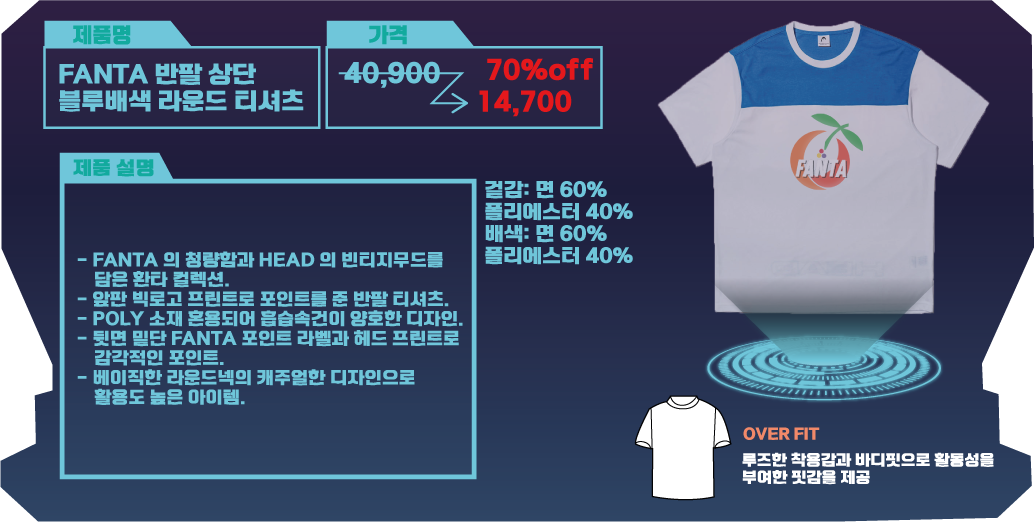 제품명
FANTA 반팔 상단
블루배색 라운드 티셔츠
가격
40,900
70%off
14,700
제품 설명
- FANTA 의 청량함과 HEAD 의 빈티지무드를
담은 환타 컬렉션.
- 앞판 빅로고 프린트로 포인트를 준 반팔 티셔츠.
- POLY 소재 혼용되어 흡습속건이 양호한 디자인.
- 뒷면 밑단 FANTA 포인트 라벨과 헤드 프린트로
감각적인 포인트.
- 베이직한 라운드넥의 캐주얼한 디자인으로
활용도 높은 아이템.
겉감: 면 60%
폴리에스터 40%
배색: 면 60%
폴리에스터 40%
FANTA
OVER FIT
루즈한 착용감과 바디핏으로 활동성을
부여한 핏감을 제공